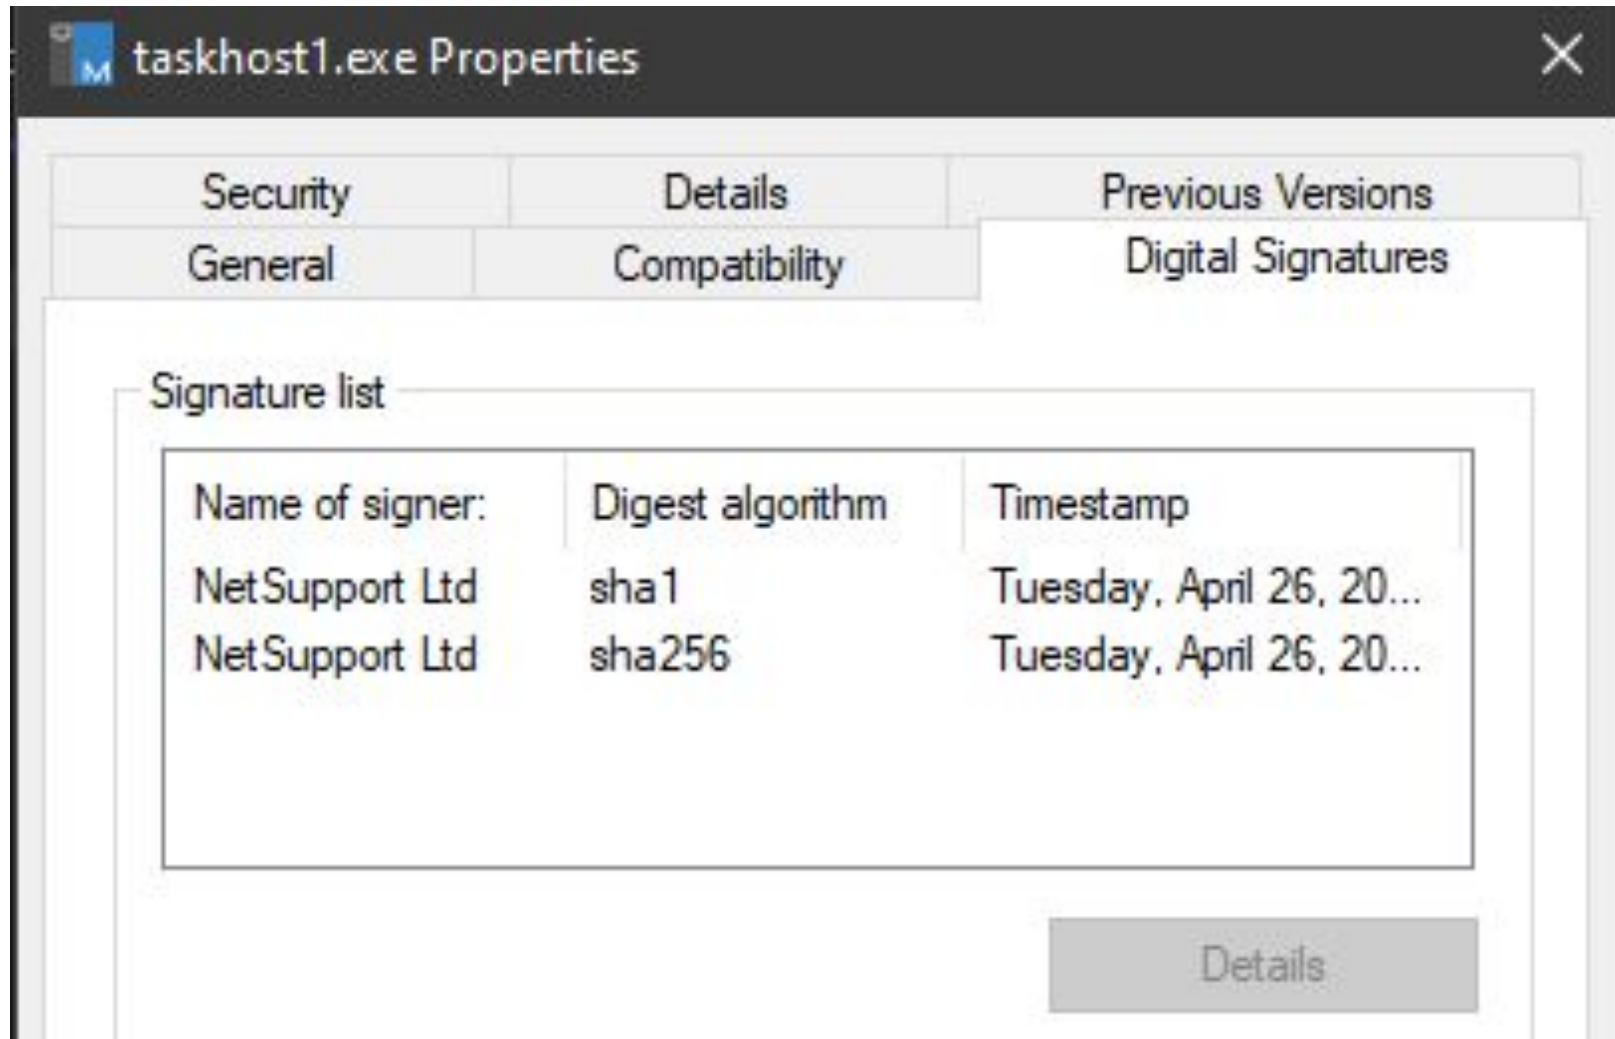 taskhost1.exe Properties
Security Details Previous Versions
General Compatibility Digital Signatures
Signature list
Name of signer: Digest algorithm Timestamp
NetSupport Ltd sha1 Tuesday, April 26, 20...
NetSupport Ltd sha256 Tuesday, April 26, 20...
Details